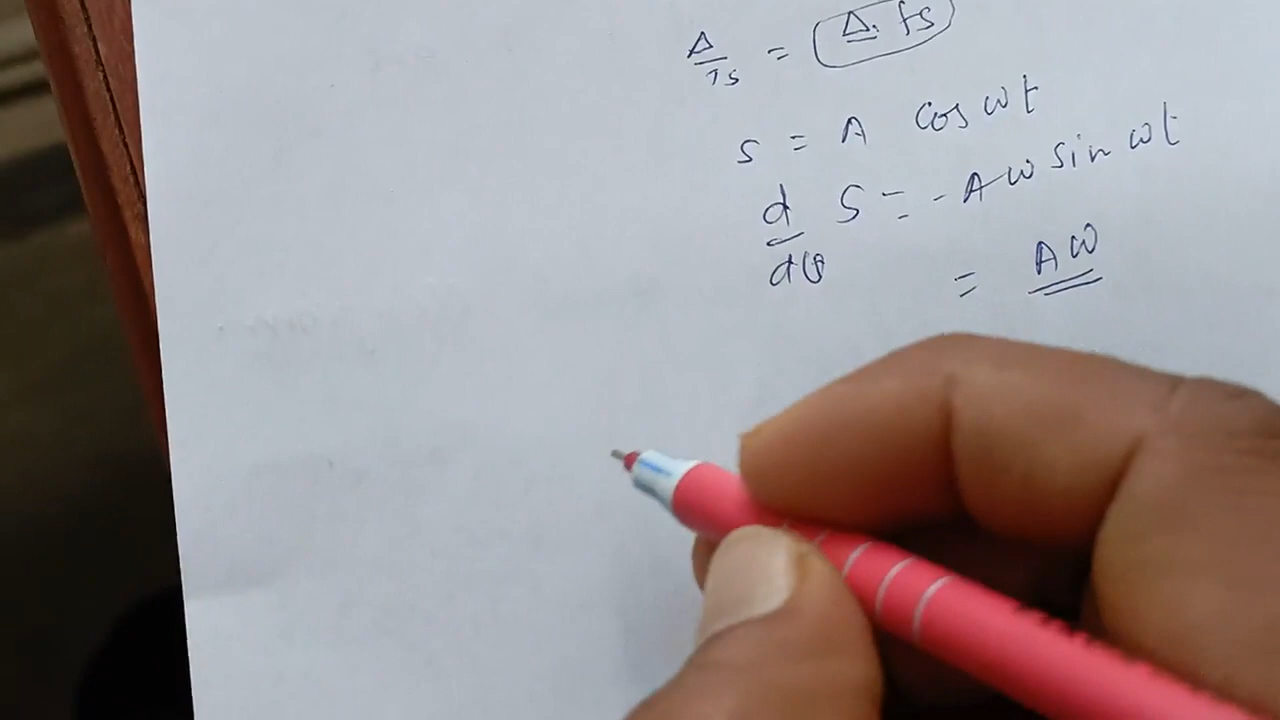 Δ/Ts = Δ. fs
S = A cos ωt
d/dt S = - Aω sin ωt
= Aω